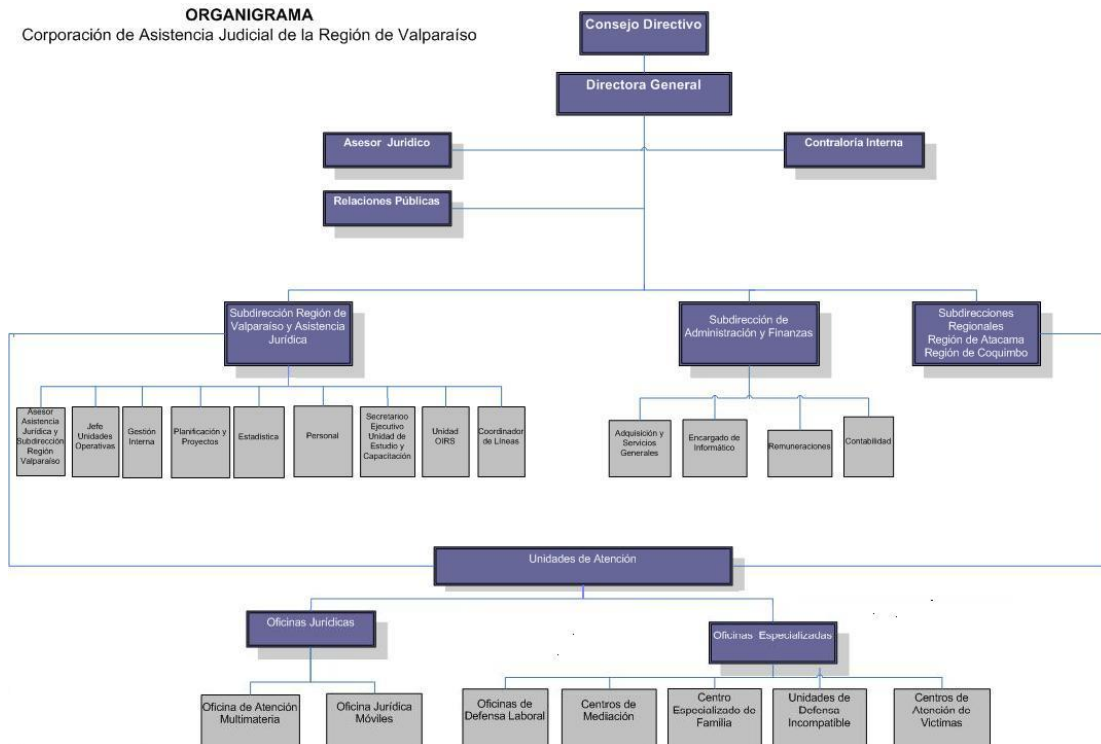 ORGANIGRAMA
Corporación de Asistencia Judicial de la Región de Valparaíso
Consejo Directivo
Directora General
Asesor Juridico
Contraloría Interna
Relaciones Públicas
Subdirección Región de
Valparaíso y Asistencia
Jurídica
Subdirección de
Administración y Finanzas
Subdirecciones
Regionales
Región de Atacama
Región de Coquimbo
Asesor
Asistencia
Jurídica y
Subdirección
Región
Valparaíso
Jefe
Unidades
Operativas
Gestión
Interna
Planificación y
Proyectos
Estadística
Personal
Secretarioo
Ejecutivo
Unidad de
Estudio y
Capacitación
Unidad
OIRS
Coordinador
de Líneas
Adquisición y
Servicios
Generales
Encargado de
Informático
Remuneraciones
Contabilidad
Unidades de Atención
Oficinas Jurídicas
Oficinas Especializadas
Oficina de Atención
Multimateria
Oficina Jurídica
Móviles
Oficinas de
Defensa Laboral
Centros de
Mediación
Centro
Especializado de
Familia
Unidades de
Defensa
Incompatible
Centros de
Atención de
Victimas